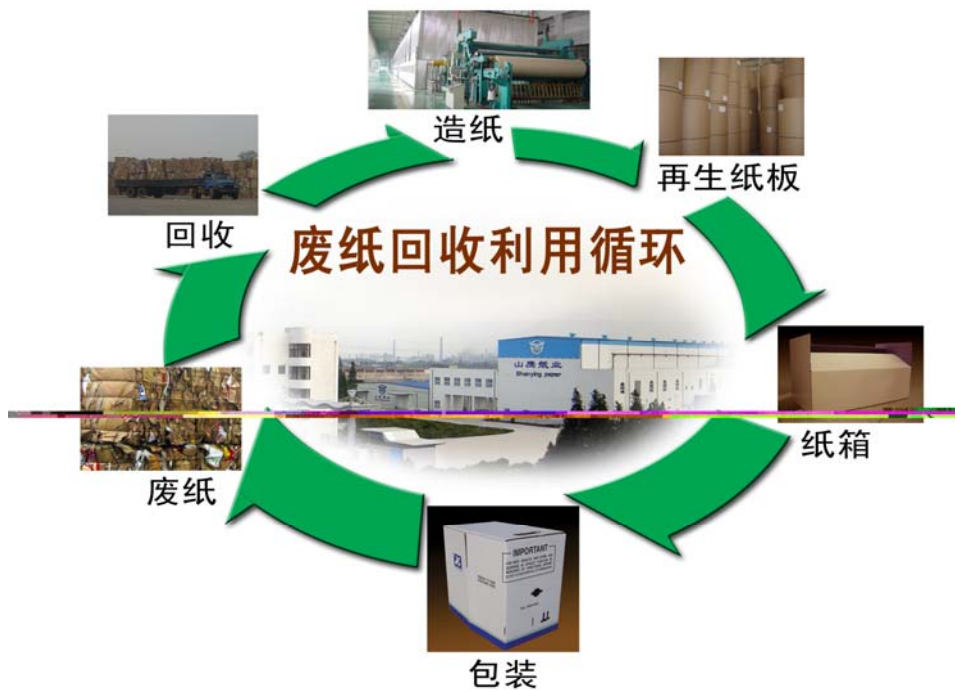 造纸
再生纸板
回收
废纸回收利用循环
山鹰纸业
Shanying paper
纸箱
废纸
IMPORTANT
包装